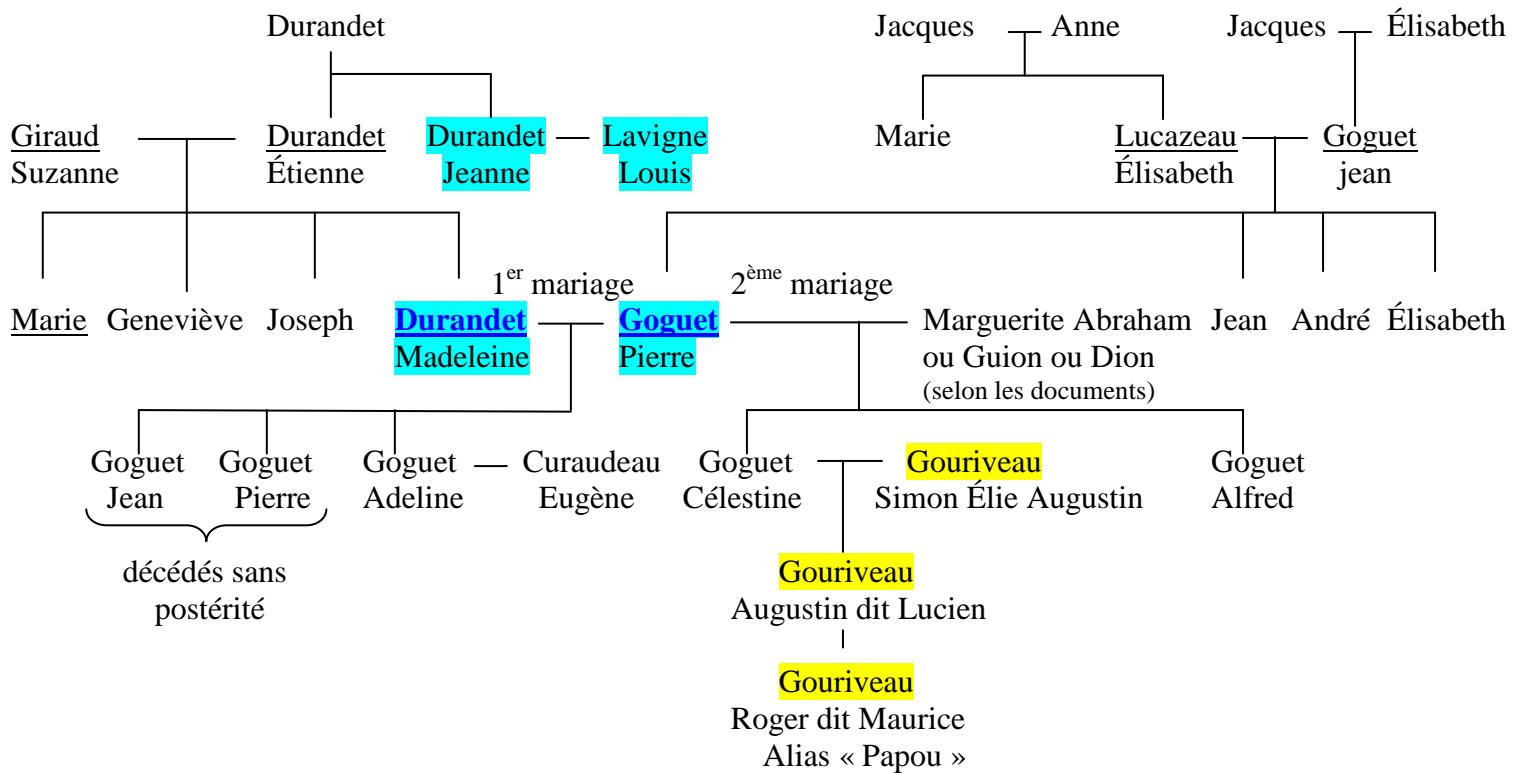 Durandet Jacques Anne Jacques Élisabeth
Giraud Durandet Durandet Lavigne Marie Lucazeau Goguet
Suzanne Étienne Jeanne Louis Élisabeth jean
1er mariage 2ème mariage
Marie Geneviève Joseph Durandet Goguet Marguerite Abraham Jean André Élisabeth
Madeleine Pierre ou Guion ou Dion
(selon les documents)
Goguet Goguet Goguet Curaudeau Goguet Gouriveau Goguet
Jean Pierre Adeline Eugène Célestine Simon Élie Augustin Alfred
décédés sans
postérité
Gouriveau
Augustin dit Lucien
Gouriveau
Roger dit Maurice
Alias « Papou »